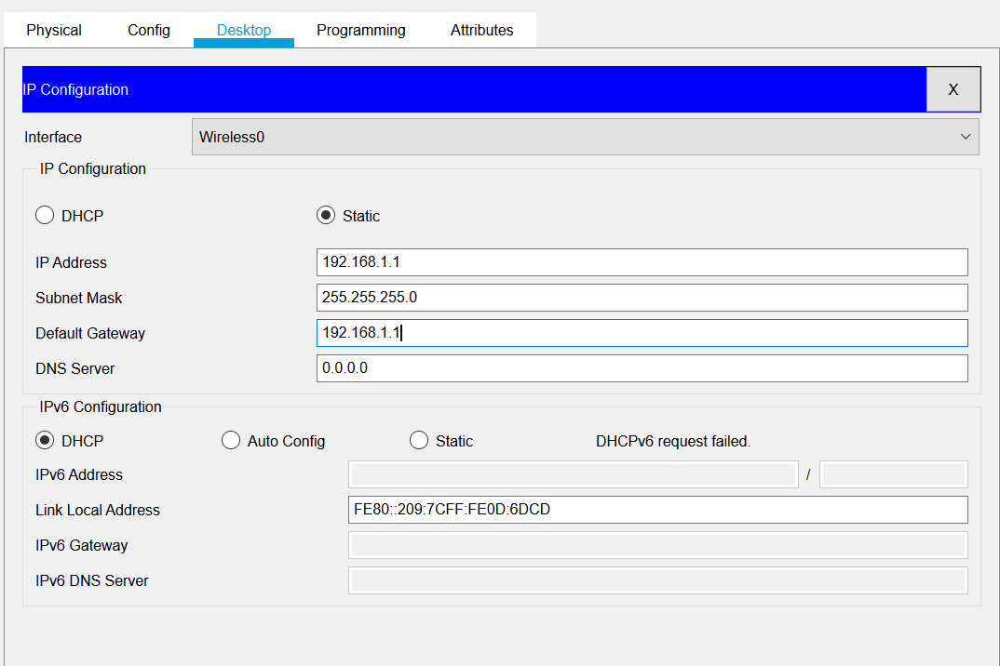 Physical Config Desktop Programming Attributes
IP Configuration X
Interface Wireless0
IP Configuration
DHCP Static
IP Address 192.168.1.1
Subnet Mask 255.255.255.0
Default Gateway 192.168.1.1
DNS Server 0.0.0.0
IPv6 Configuration
DHCP Auto Config Static DHCPv6 request failed.
IPv6 Address /
Link Local Address FE80::209:7CFF:FE0D:6DCD
IPv6 Gateway
IPv6 DNS Server